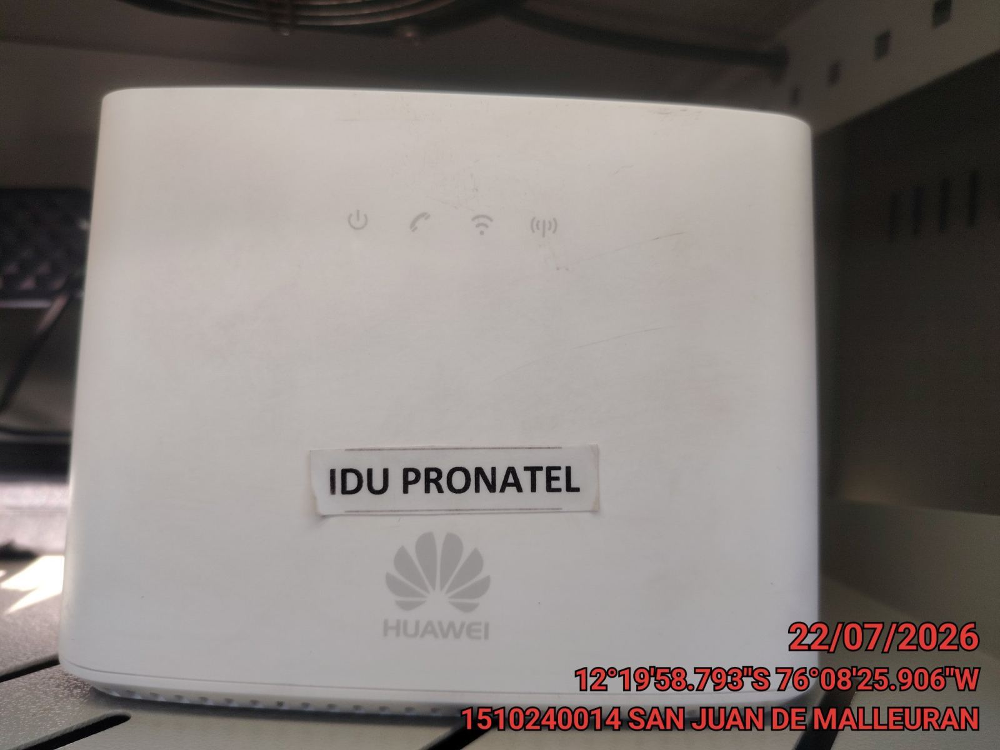 IDU PRONATEL
HUAWEI
22/07/2026
12°19'58.793"S 76°08'25.906"W
1510240014 SAN JUAN DE MALLEURAN